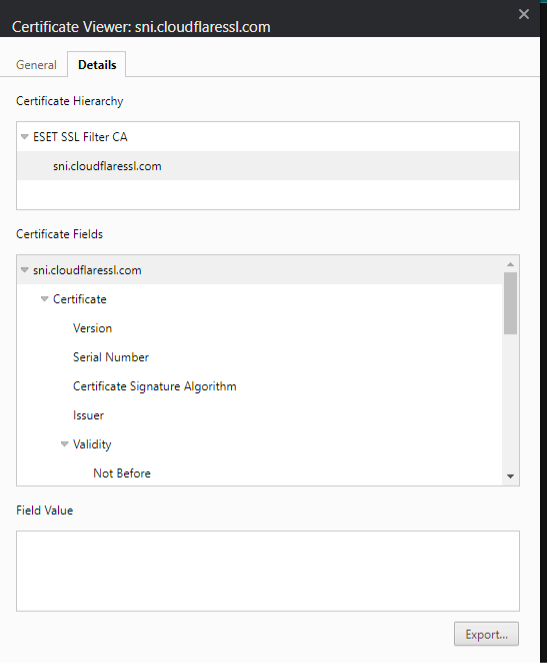 Certificate Viewer: sni.cloudflaressl.com
General
Details
Certificate Hierarchy
ESET SSL Filter CA
sni.cloudflaressl.com
Certificate Fields
sni.cloudflaressl.com
Certificate
Version
Serial Number
Certificate Signature Algorithm
Issuer
Validity
Not Before
Field Value
Export...